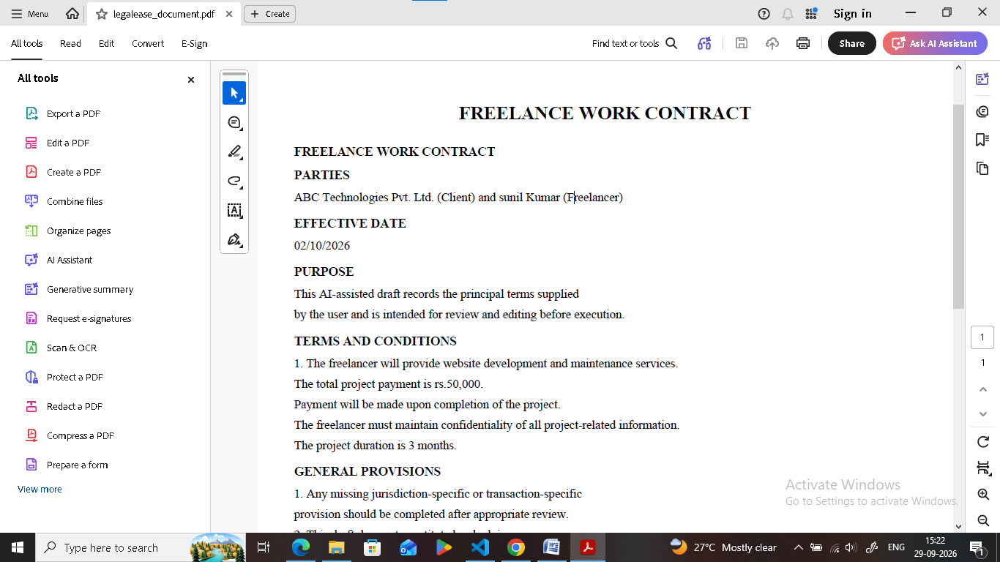 Menu
legalease_document.pdf
Create
Sign in
All tools
Read
Edit
Convert
E-Sign
Find text or tools
Share
Ask AI Assistant
All tools
Export a PDF
Edit a PDF
Create a PDF
Combine files
Organize pages
AI Assistant
Generative summary
Request e-signatures
Scan & OCR
Protect a PDF
Redact a PDF
Compress a PDF
Prepare a form
View more
FREELANCE WORK CONTRACT
FREELANCE WORK CONTRACT
PARTIES
ABC Technologies Pvt. Ltd. (Client) and sunil Kumar (Freelancer)
EFFECTIVE DATE
02/10/2026
PURPOSE
This AI-assisted draft records the principal terms supplied
by the user and is intended for review and editing before execution.
TERMS AND CONDITIONS
1. The freelancer will provide website development and maintenance services.
The total project payment is rs.50,000.
Payment will be made upon completion of the project.
The freelancer must maintain confidentiality of all project-related information.
The project duration is 3 months.
GENERAL PROVISIONS
1. Any missing jurisdiction-specific or transaction-specific
provision should be completed after appropriate review.
1
1
Activate Windows
Go to Settings to activate Windows.
Type here to search
27°C Mostly clear
ENG
15:22
29-09-2026
1